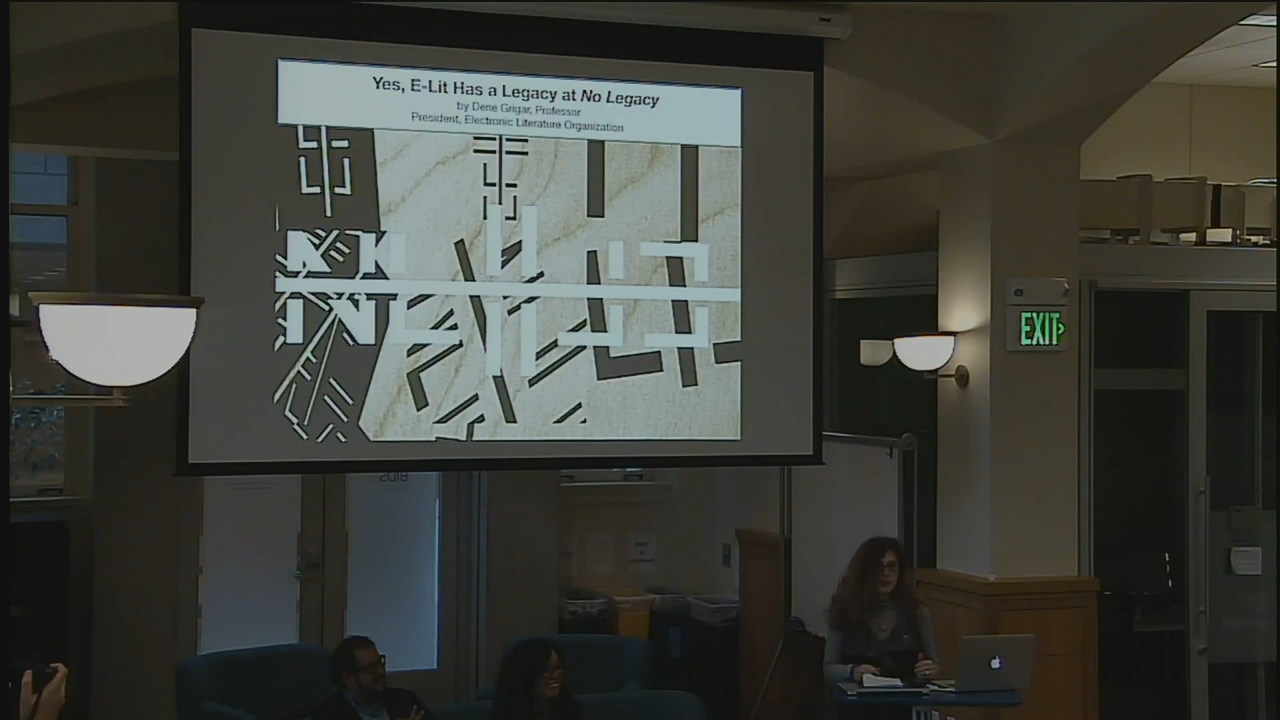 Yes, E-Lit Has a Legacy at No Legacy
by Dene Grigar, Professor
President, Electronic Literature Organization
EXIT